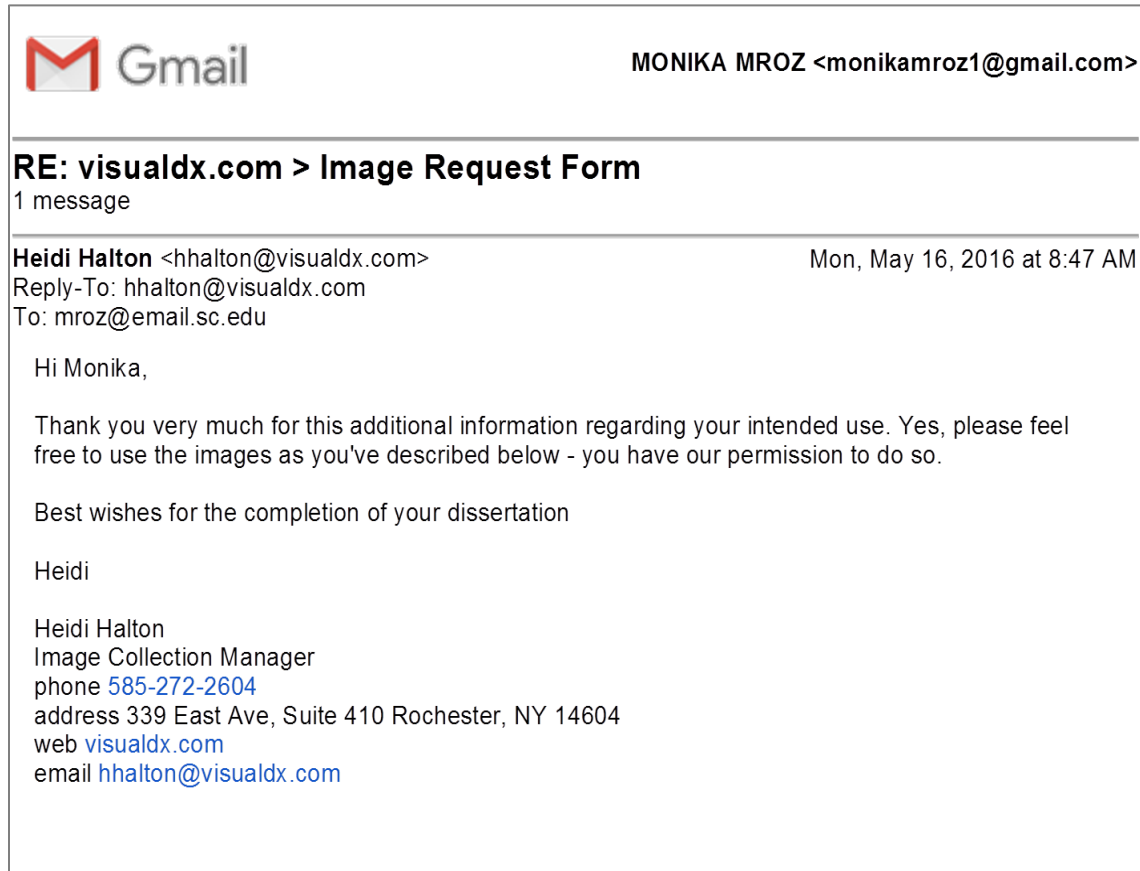 Gmail
MONIKA MROZ <monikamroz1@gmail.com>
RE: visualdx.com > Image Request Form
1 message
Heidi Halton <hhalton@visualdx.com>
Mon, May 16, 2016 at 8:47 AM
Reply-To: hhalton@visualdx.com
To: mroz@email.sc.edu
Hi Monika,
Thank you very much for this additional information regarding your intended use. Yes, please feel
free to use the images as you've described below - you have our permission to do so.
Best wishes for the completion of your dissertation
Heidi
Heidi Halton
Image Collection Manager
phone 585-272-2604
address 339 East Ave, Suite 410 Rochester, NY 14604
web visualdx.com
email hhalton@visualdx.com